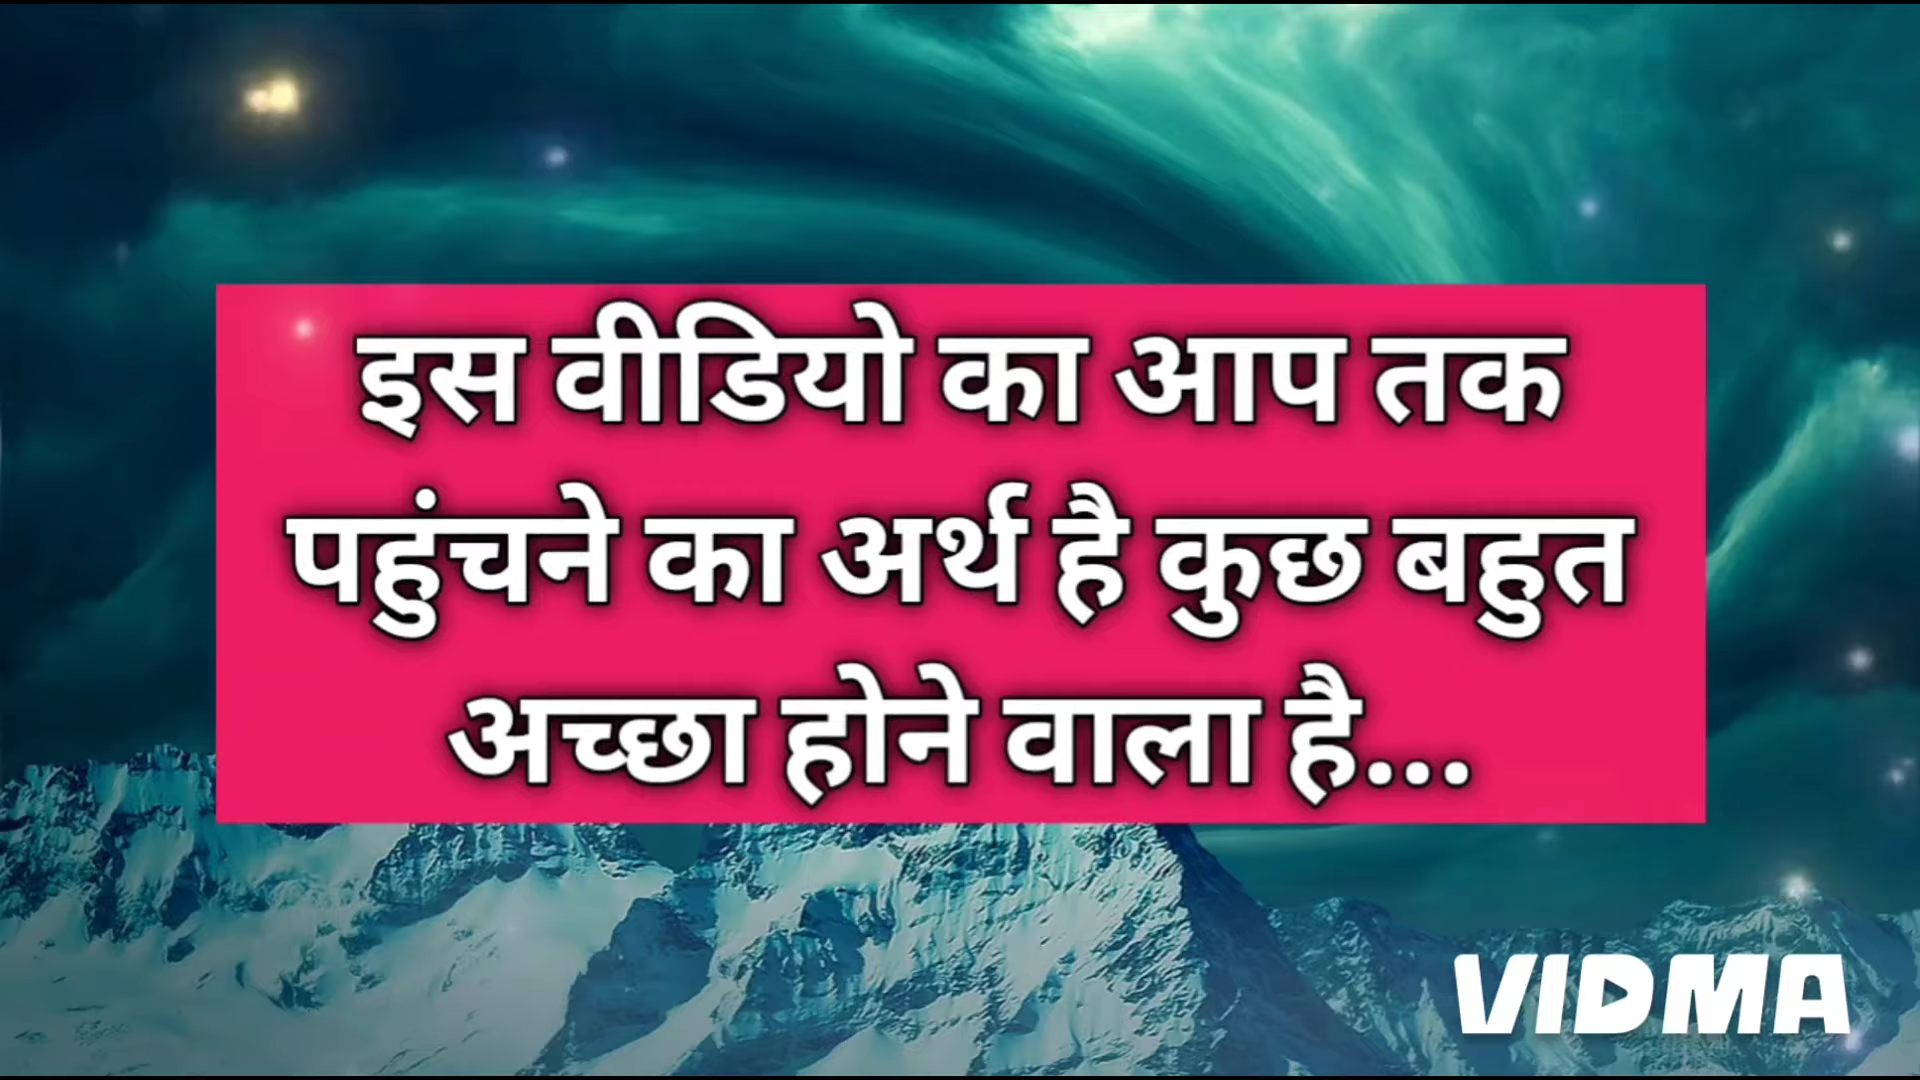 इस वीडियो का आप तक
पहुंचने का अर्थ है कुछ बहुत
अच्छा होने वाला है...
VIDMA